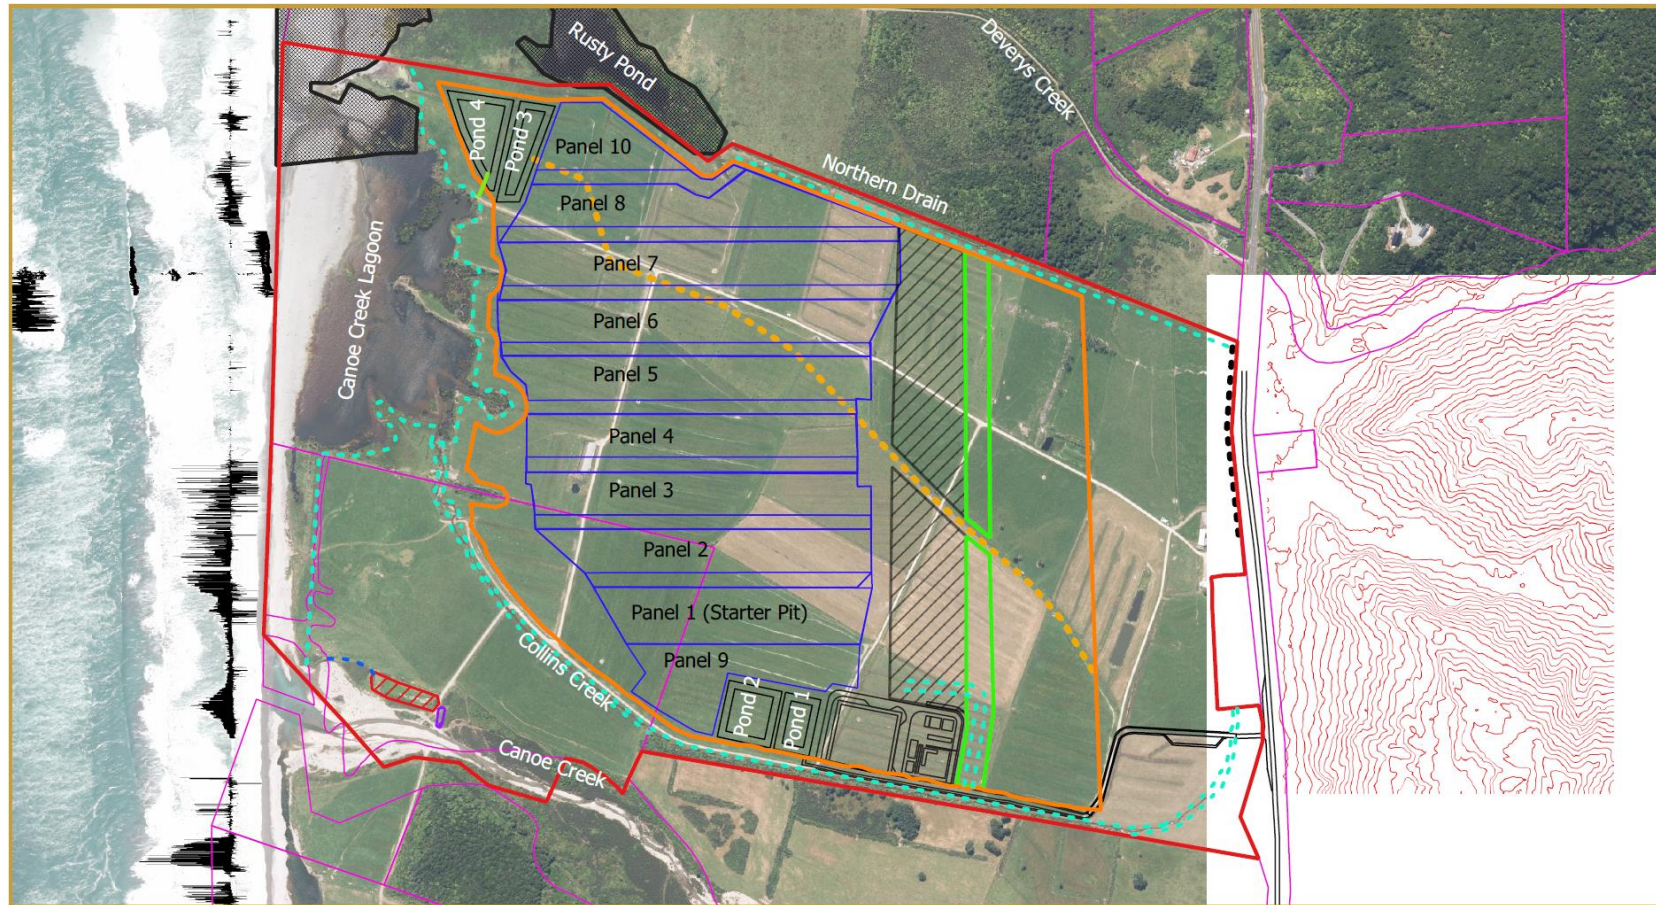 Rusty Pond
Deverys Creek
Pond 4
Pond 3
Panel 10
Northern Drain
Panel 8
Canoe Creek Lagoon
Panel 7
Panel 6
Panel 5
Panel 4
Panel 3
Panel 2
Panel 1 (Starter Pit)
Collins Creek
Panel 9
Pond 2
Pond 1
Canoe Creek